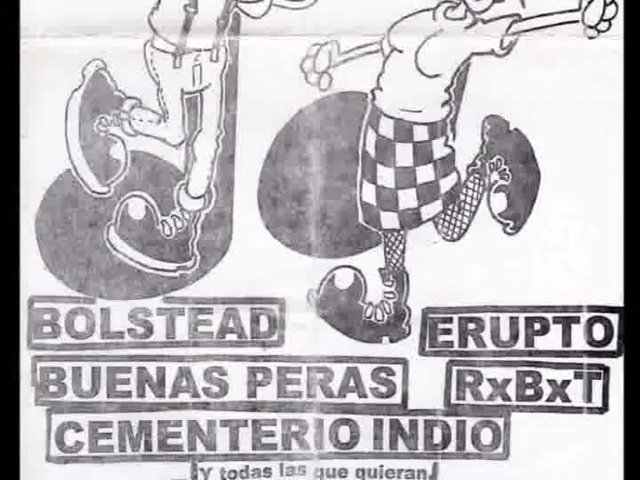 BOLSTEAD
ERUPTO
BUENAS PERAS
RxBxT
CEMENTERIO INDIO
Y todas las que quieran